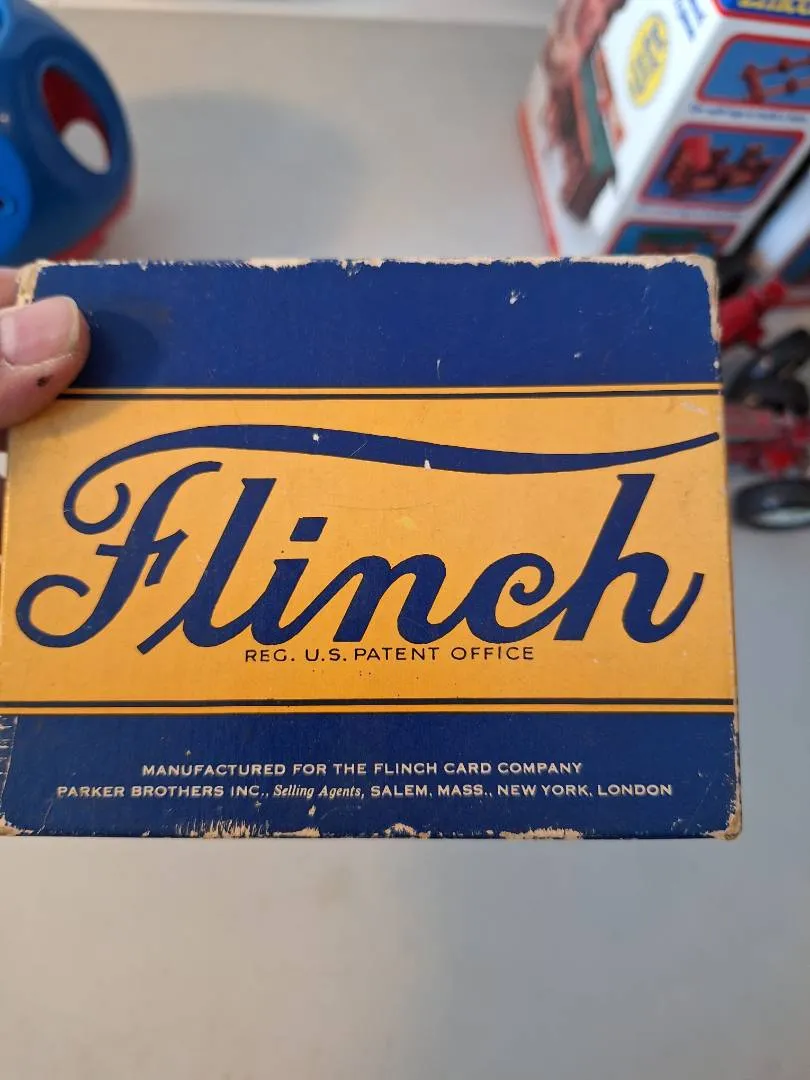 Flinch
REG. U.S. PATENT OFFICE
MANUFACTURED FOR THE FLINCH CARD COMPANY
PARKER BROTHERS INC., Selling Agents, SALEM, MASS., NEW YORK, LONDON